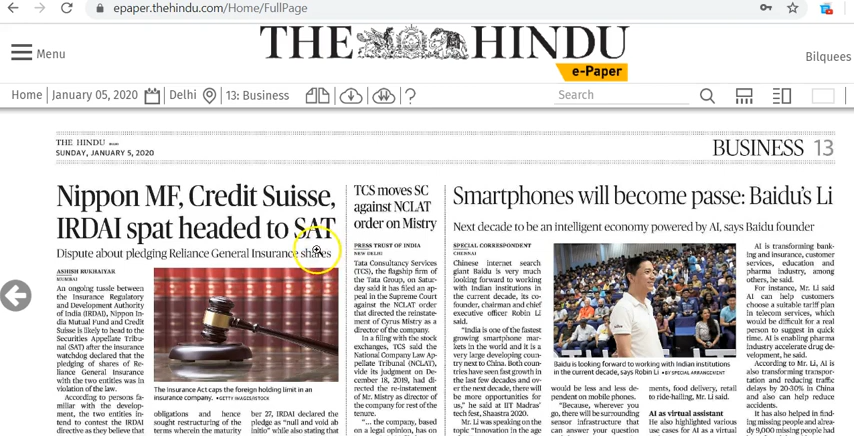 epaper.thehindu.com/Home/FullPage
Menu
THE HINDU
e-Paper
Bilquees
Home | January 05, 2020 | Delhi | 13: Business | ?
Search
THE HINDU
SUNDAY, JANUARY 5, 2020
BUSINESS 13
Nippon MF, Credit Suisse,
IRDAI spat headed to SAT
Dispute about pledging Reliance General Insurance shares
ASHISH RUKHAIYAR
MUMBAI
An ongoing tussle between
the Insurance Regulatory
and Development Authority
of India (IRDAI), Nippon In-
dia Mutual Fund and Credit
Suisse is likely to head to the
Securities Appellate Tribu-
nal (SAT) after the insurance
watchdog declared that the
pledging of shares of Re-
liance General Insurance
with the two entities was in
violation of the law.
According to persons fa-
miliar with the develop-
ment, the two entities in-
tend to contest the IRDAI
directive as they believe that
The Insurance Act caps the foreign holding limit in an
insurance company. •GETTY IMAGES/ISTOCK
obligations and hence
sought restructuring of the
terms wherein the maturity
ber 27, IRDAI declared the
pledge as "null and void ab
initio" while also stating that
TCS moves SC
against NCLAT
order on Mistry
PRESS TRUST OF INDIA
NEW DELHI
Tata Consultancy Services
(TCS), the flagship firm of
the Tata Group, on Satur-
day said it has filed an ap-
peal in the Supreme Court
against the NCLAT order
that directed the reinstate-
ment of Cyrus Mistry as a
director of the company.
In a filing with the stock
exchanges, TCS said the
National Company Law Ap-
pellate Tribunal (NCLAT),
vide its judgment on De-
cember 18, 2019, had di-
rected the re-instatement
of Mr. Mistry as director of
the company for rest of the
tenure.
"... the company, based
on a legal opinion, has on
Smartphones will become passe: Baidu's Li
Next decade to be an intelligent economy powered by AI, says Baidu founder
SPECIAL CORRESPONDENT
CHENNAI
Chinese internet search
giant Baidu is very much
looking forward to working
with Indian institutions in
the current decade, its co-
founder, chairman and chief
executive officer Robin Li
said.
"India is one of the fastest
growing smartphone mar-
kets in the world and it is a
very large developing coun-
try next to China. Both coun-
tries have seen fast growth in
the last few decades and ov-
er the next decade, there will
be more opportunities for
us," he said at IIT Madras'
tech fest, Shaastra 2020.
Mr. Li was speaking on the
topic "Innovation in the age
Baidu is looking forward to working with Indian institutions
in the current decade, says Robin Li •BY SPECIAL ARRANGEMENT
would be less and less de-
pendent on mobile phones.
"Because, wherever you
go, there will be surrounding
sensor infrastructure that
can answer your question
ments, food delivery, retail
to ride-hailing, Mr. Li said.
AI as virtual assistant
He also highlighted various
use cases for AI as a virtual
AI is transforming bank-
ing and insurance, customer
services, education and
pharma industry, among
others, he said.
For instance, Mr. Li said
AI can help customers
choose a suitable tariff plan
in telecom services, which
would be difficult for a real
person to suggest in quick
time. AI is enabling pharma
industry accelerate drug de-
velopment, he said.
According to Mr. Li, AI is
also transforming transpor-
tation and reducing traffic
delays by 20-30% in China
and also can help reduce
accidents.
It has also helped in find-
ing missing people and alrea-
dy 9,000 missing people had